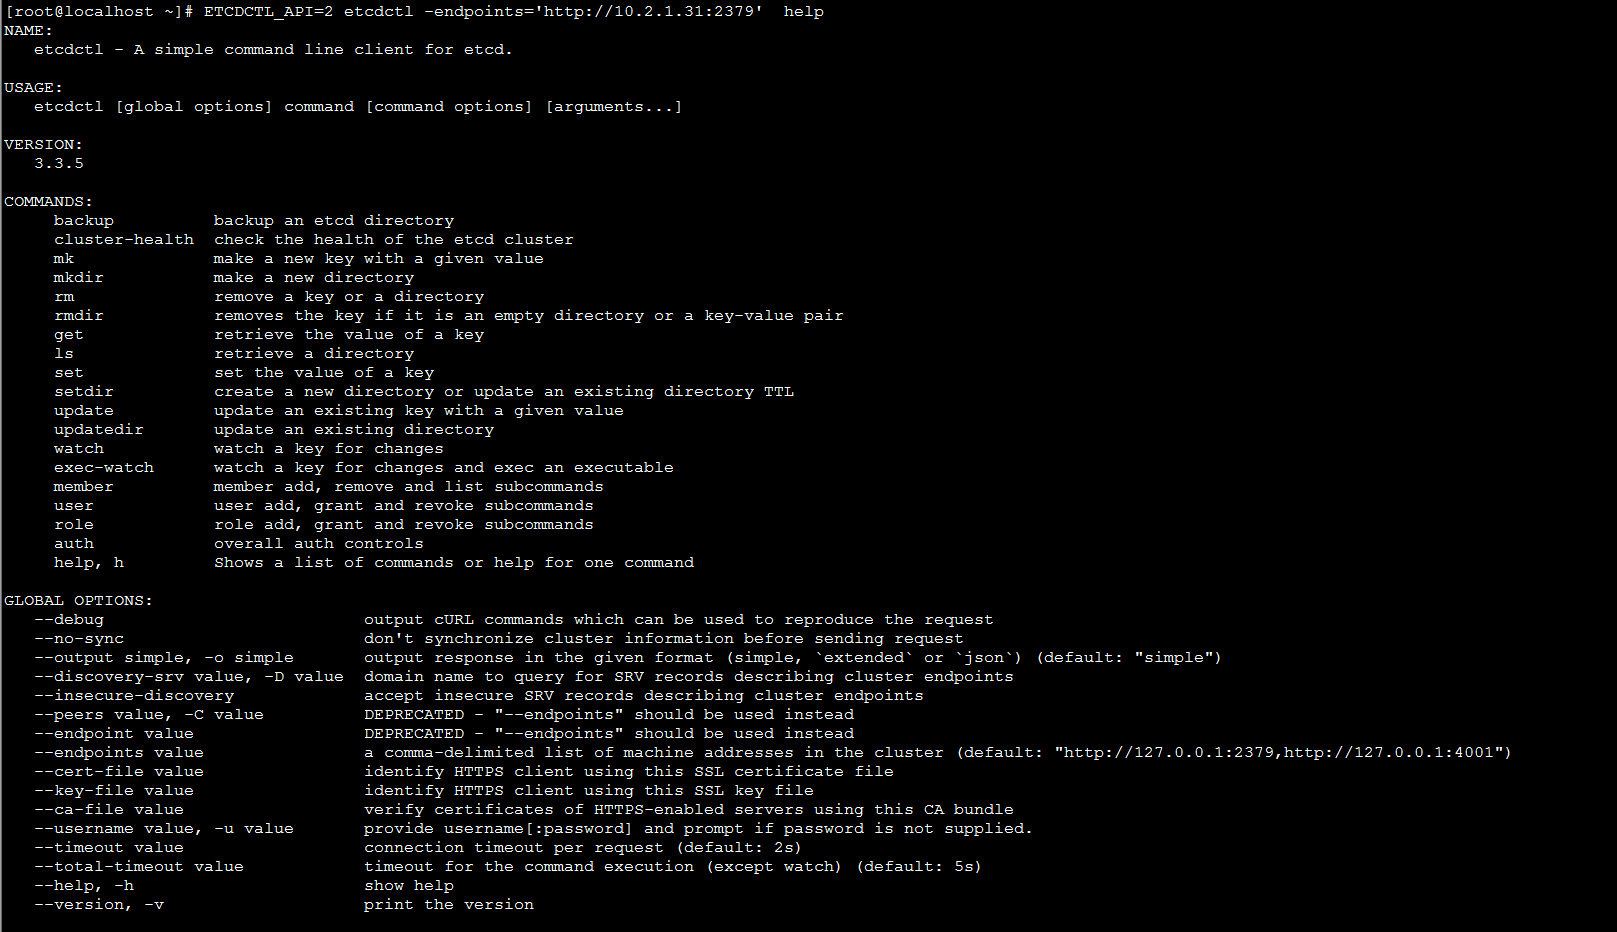 [root@localhost ~]# ETCDCTL_API=2 etcdctl -endpoints='http://10.2.1.31:2379'  help
NAME:
   etcdctl - A simple command line client for etcd.

USAGE:
   etcdctl [global options] command [command options] [arguments...]

VERSION:
   3.3.5

COMMANDS:
     backup          backup an etcd directory
     cluster-health  check the health of the etcd cluster
     mk              make a new key with a given value
     mkdir           make a new directory
     rm              remove a key or a directory
     rmdir           removes the key if it is an empty directory or a key-value pair
     get             retrieve the value of a key
     ls              retrieve a directory
     set             set the value of a key
     setdir          create a new directory or update an existing directory TTL
     update          update an existing key with a given value
     updatedir       update an existing directory
     watch           watch a key for changes
     exec-watch      watch a key for changes and exec an executable
     member          member add, remove and list subcommands
     user            user add, grant and revoke subcommands
     role            role add, grant and revoke subcommands
     auth            overall auth controls
     help, h         Shows a list of commands or help for one command

GLOBAL OPTIONS:
   --debug                          output cURL commands which can be used to reproduce the request
   --no-sync                        don't synchronize cluster information before sending request
   --output simple, -o simple       output response in the given format (simple, `extended` or `json`) (default: "simple")
   --discovery-srv value, -D value  domain name to query for SRV records describing cluster endpoints
   --insecure-discovery             accept insecure SRV records describing cluster endpoints
   --peers value, -C value          DEPRECATED - "--endpoints" should be used instead
   --endpoint value                 DEPRECATED - "--endpoints" should be used instead
   --endpoints value                a comma-delimited list of machine addresses in the cluster (default: "http://127.0.0.1:2379,http://127.0.0.1:4001")
   --cert-file value                identify HTTPS client using this SSL certificate file
   --key-file value                 identify HTTPS client using this SSL key file
   --ca-file value                  verify certificates of HTTPS-enabled servers using this CA bundle
   --username value, -u value       provide username[:password] and prompt if password is not supplied.
   --timeout value                  connection timeout per request (default: 2s)
   --total-timeout value            timeout for the command execution (except watch) (default: 5s)
   --help, -h                       show help
   --version, -v                    print the version